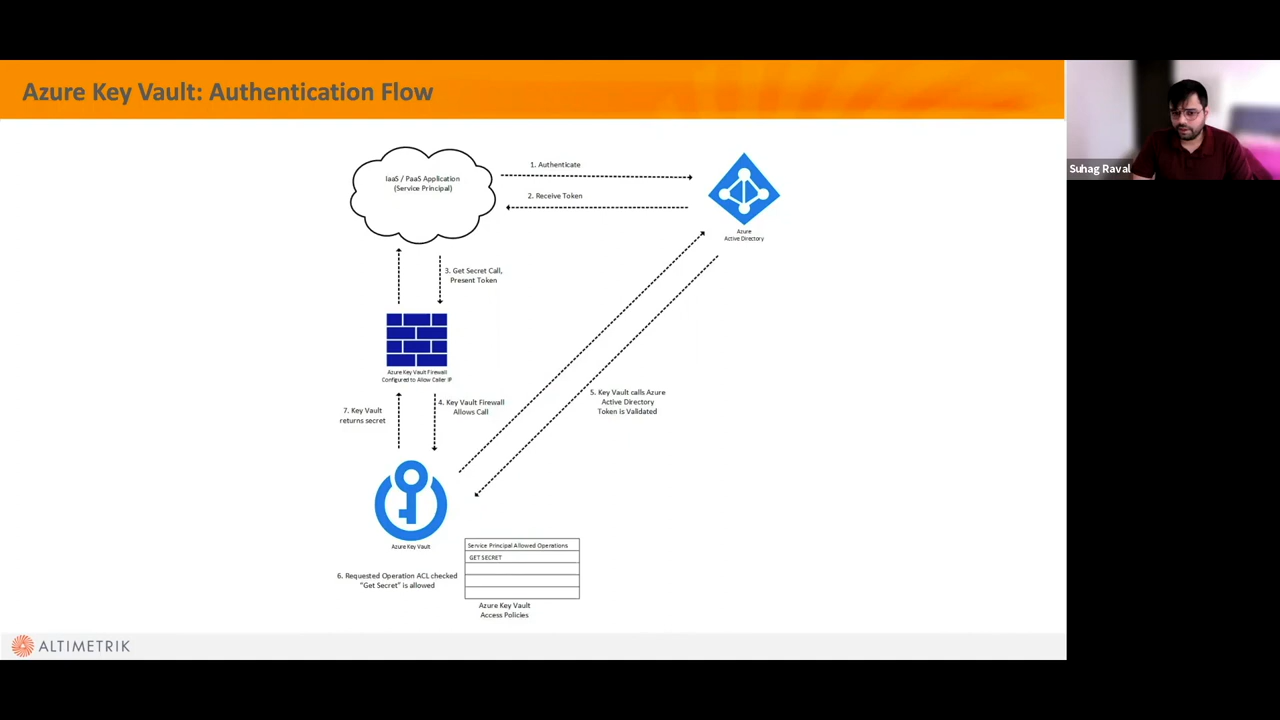 Azure Key Vault: Authentication Flow
Suhag Raval
IaaS / PaaS Application
(Service Principal)
1. Authenticate
2. Receive Token
Azure
Active Directory
3. Get Secret Call,
Present Token
Azure Key Vault Firewall
Configured to Allow Caller IP
7. Key Vault
returns secret
4. Key Vault Firewall
Allows Call
5. Key Vault calls Azure
Active Directory
Token is Validated
Azure Key Vault
6. Requested Operation ACL checked
"Get Secret" is allowed
Service Principal Allowed Operations
GET SECRET
Azure Key Vault
Access Policies
ALTIMETRIK